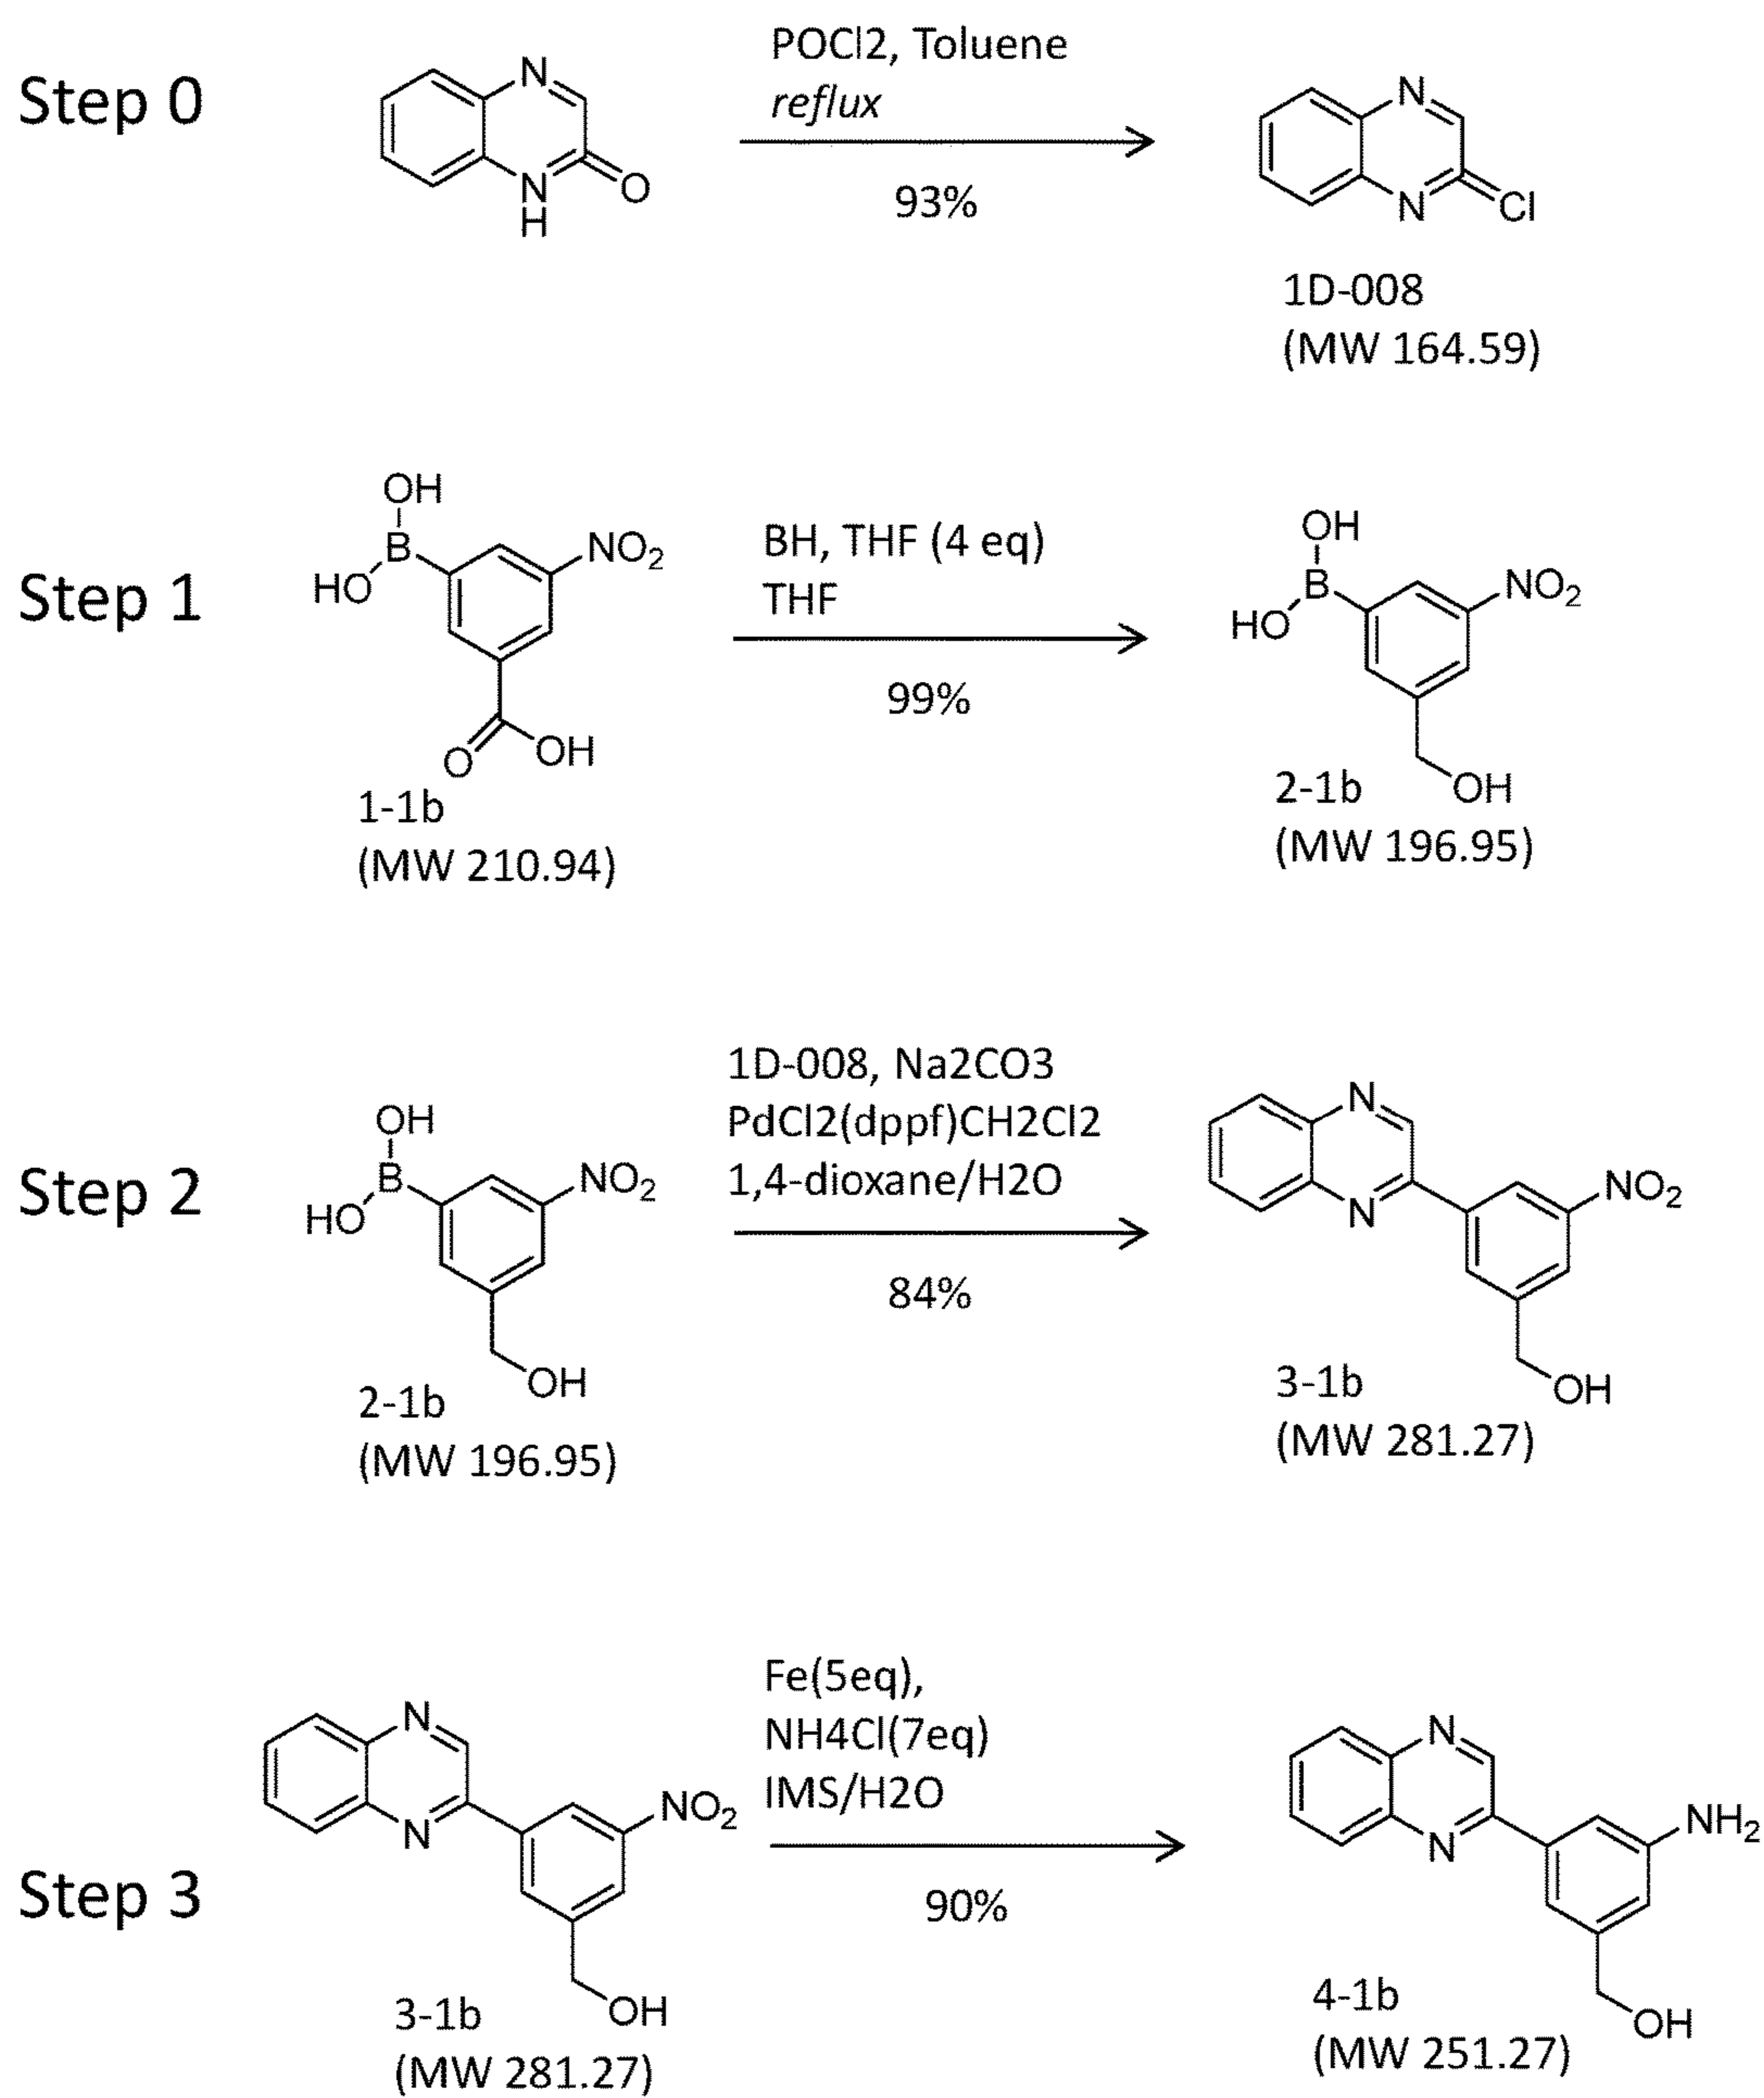 Step 0
POCl2, Toluene
reflux
93%
N
N
H
O
N
N
Cl
1D-008
(MW 164.59)
Step 1
OH
B
HO
NO2
O
OH
1-1b
(MW 210.94)
BH, THF (4 eq)
THF
99%
OH
B
HO
NO2
OH
2-1b
(MW 196.95)
Step 2
OH
B
HO
NO2
OH
2-1b
(MW 196.95)
1D-008, Na2CO3
PdCl2(dppf)CH2Cl2
1,4-dioxane/H2O
84%
N
N
NO2
OH
3-1b
(MW 281.27)
Step 3
N
N
NO2
OH
3-1b
(MW 281.27)
Fe(5eq),
NH4Cl(7eq)
IMS/H2O
90%
N
N
NH2
OH
4-1b
(MW 251.27)